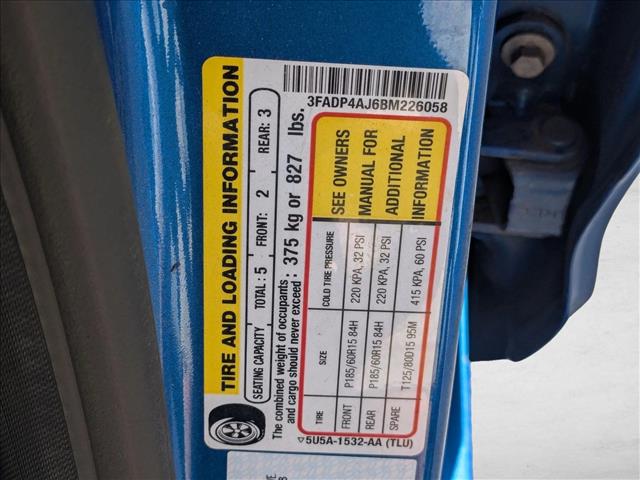 3FADP4AJ6BM226058
TIRE AND LOADING INFORMATION
SEATING CAPACITY TOTAL : 5 FRONT: 2 REAR: 3
The combined weight of occupants
and cargo should never exceed : 375 kg or 827 lbs.
TIRE SIZE COLD TIRE PRESSURE
FRONT P185/60R15 84H 220 KPA, 32 PSI
REAR P185/60R15 84H 220 KPA, 32 PSI
SPARE T125/80D15 95M 415 KPA, 60 PSI
SEE OWNERS
MANUAL FOR
ADDITIONAL
INFORMATION
▽5U5A-1532-AA (TLU)